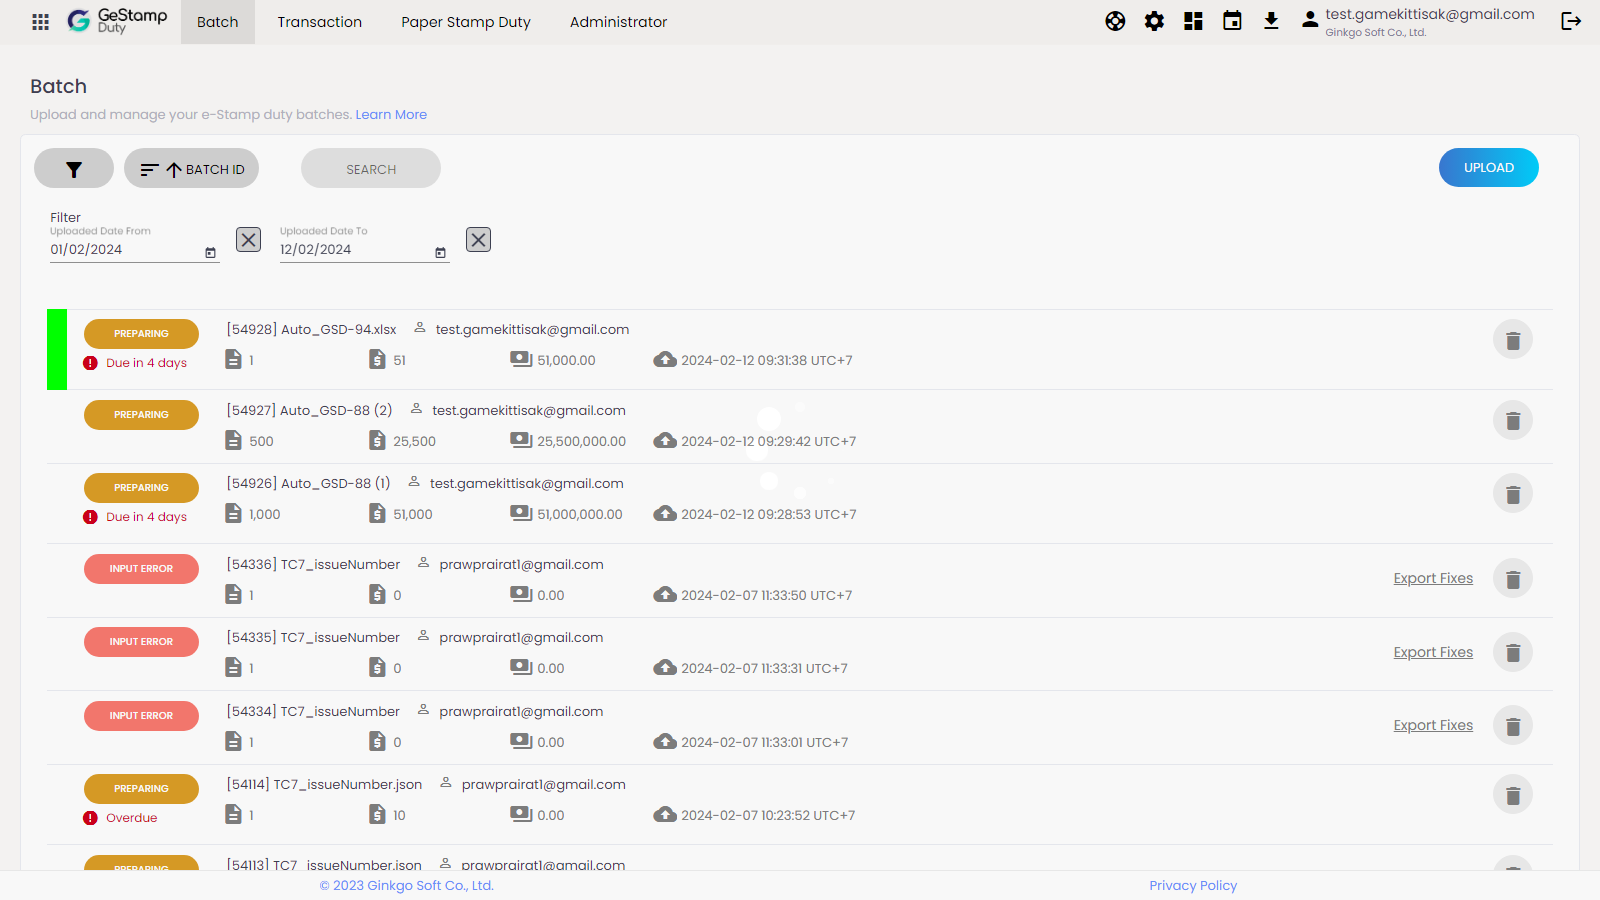 GeStamp
Duty
Batch
Transaction
Paper Stamp Duty
Administrator
test.gamekittisak@gmail.com
Ginkgo Soft Co., Ltd.
Batch
Upload and manage your e-Stamp duty batches. Learn More
BATCH ID
SEARCH
UPLOAD
Filter
Uploaded Date From
01/02/2024
Uploaded Date To
12/02/2024
PREPARING
Due in 4 days
[54928] Auto_GSD-94.xlsx test.gamekittisak@gmail.com
1 51 51,000.00 2024-02-12 09:31:38 UTC+7
PREPARING
[54927] Auto_GSD-88 (2) test.gamekittisak@gmail.com
500 25,500 25,500,000.00 2024-02-12 09:29:42 UTC+7
PREPARING
Due in 4 days
[54926] Auto_GSD-88 (1) test.gamekittisak@gmail.com
1,000 51,000 51,000,000.00 2024-02-12 09:28:53 UTC+7
INPUT ERROR
[54336] TC7_issueNumber prawprairat1@gmail.com
1 0 0.00 2024-02-07 11:33:50 UTC+7
Export Fixes
INPUT ERROR
[54335] TC7_issueNumber prawprairat1@gmail.com
1 0 0.00 2024-02-07 11:33:31 UTC+7
Export Fixes
INPUT ERROR
[54334] TC7_issueNumber prawprairat1@gmail.com
1 0 0.00 2024-02-07 11:33:01 UTC+7
Export Fixes
PREPARING
Overdue
[54114] TC7_issueNumber.json prawprairat1@gmail.com
1 10 0.00 2024-02-07 10:23:52 UTC+7
PREPARING
[54113] TC7_issueNumber.json prawprairat1@gmail.com
© 2023 Ginkgo Soft Co., Ltd.
Privacy Policy